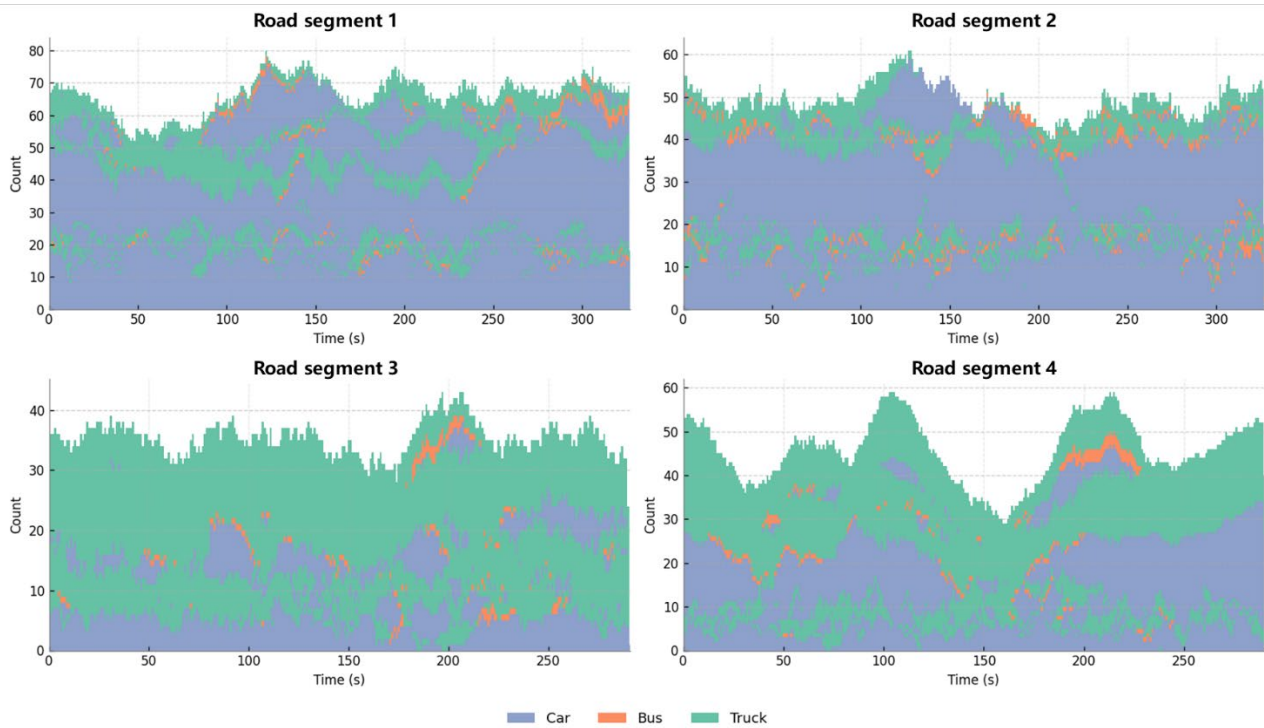 Road segment 1
Count
80
70
60
50
40
30
20
10
0
0 50 100 150 200 250 300
Time (s)
Road segment 2
Count
60
50
40
30
20
10
0
0 50 100 150 200 250 300
Time (s)
Road segment 3
Count
40
30
20
10
0
0 50 100 150 200 250
Time (s)
Road segment 4
Count
60
50
40
30
20
10
0
0 50 100 150 200 250
Time (s)
Car Bus Truck